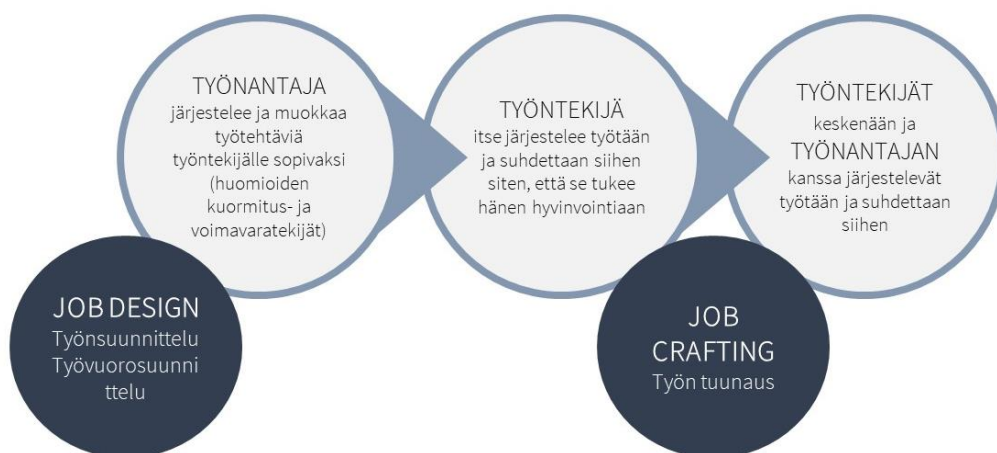 TYÖNANTAJA
järjestelee ja muokkaa
työtehtäviä
työntekijälle sopivaksi
(huomioiden
kuormitus- ja
voimavaratekijät)
JOB DESIGN
Työnsuunnittelu
Työvuorosuunni
ttelu
TYÖNTEKIJÄ
itse järjestelee työtään
ja suhdettaan siihen
siten, että se tukee
hänen hyvinvointiaan
TYÖNTEKIJÄT
keskenään ja
TYÖNANTAJAN
kanssa järjestelevät
työtään ja suhdettaan
siihen
JOB
CRAFTING
Työn tuunaus